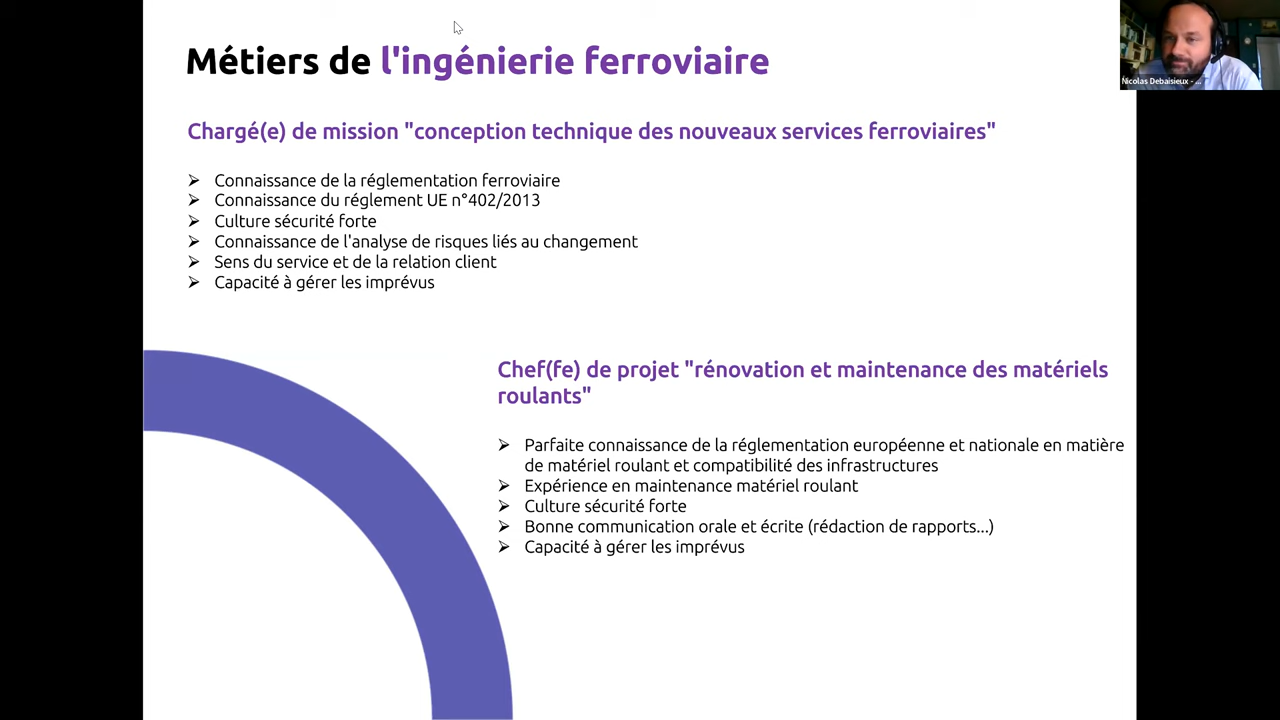 Métiers de l'ingénierie ferroviaire
Nicolas Debaisieux - ...
Chargé(e) de mission "conception technique des nouveaux services ferroviaires"
➢ Connaissance de la réglementation ferroviaire
➢ Connaissance du réglement UE n°402/2013
➢ Culture sécurité forte
➢ Connaissance de l'analyse de risques liés au changement
➢ Sens du service et de la relation client
➢ Capacité à gérer les imprévus
Chef(fe) de projet "rénovation et maintenance des matériels
roulants"
➢ Parfaite connaissance de la réglementation européenne et nationale en matière
de matériel roulant et compatibilité des infrastructures
➢ Expérience en maintenance matériel roulant
➢ Culture sécurité forte
➢ Bonne communication orale et écrite (rédaction de rapports...)
➢ Capacité à gérer les imprévus